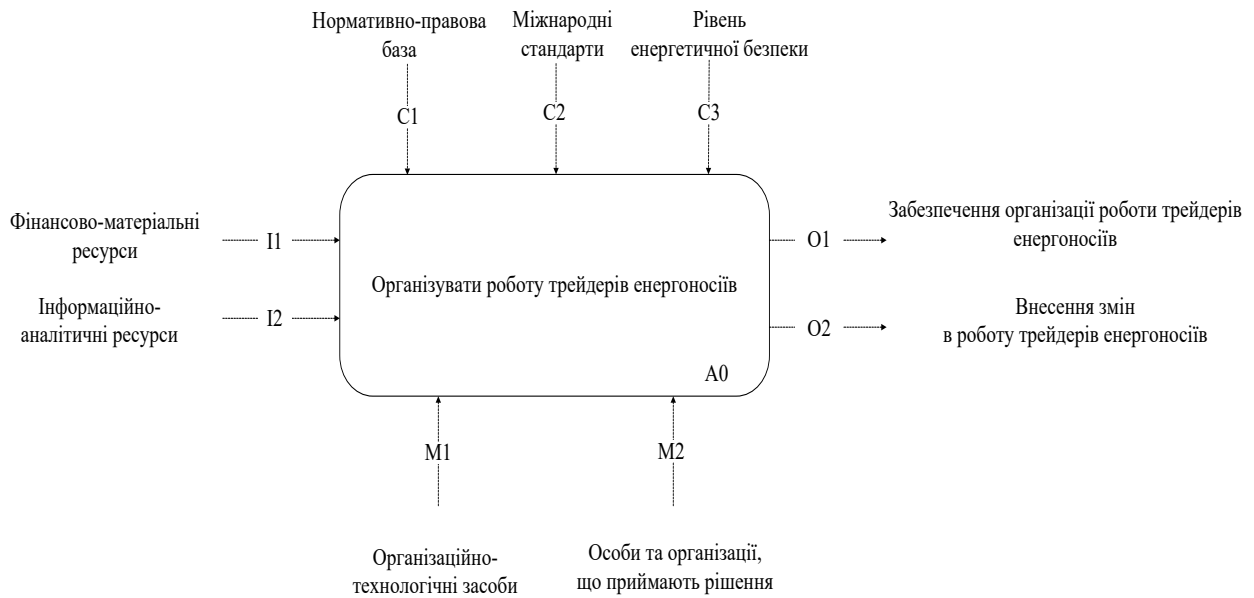 Нормативно-правова
база
Міжнародні
стандарти
Рівень
енергетичної безпеки
C1
C2
C3
Фінансово-матеріальні
ресурси
I1
Інформаційно-
аналітичні ресурси
I2
Організувати роботу трейдерів енергоносіїв
A0
O1
Забезпечення організації роботи трейдерів
енергоносіїв
O2
Внесення змін
в роботу трейдерів енергоносіїв
M1
M2
Організаційно-
технологічні засоби
Особи та організації,
що приймають рішення